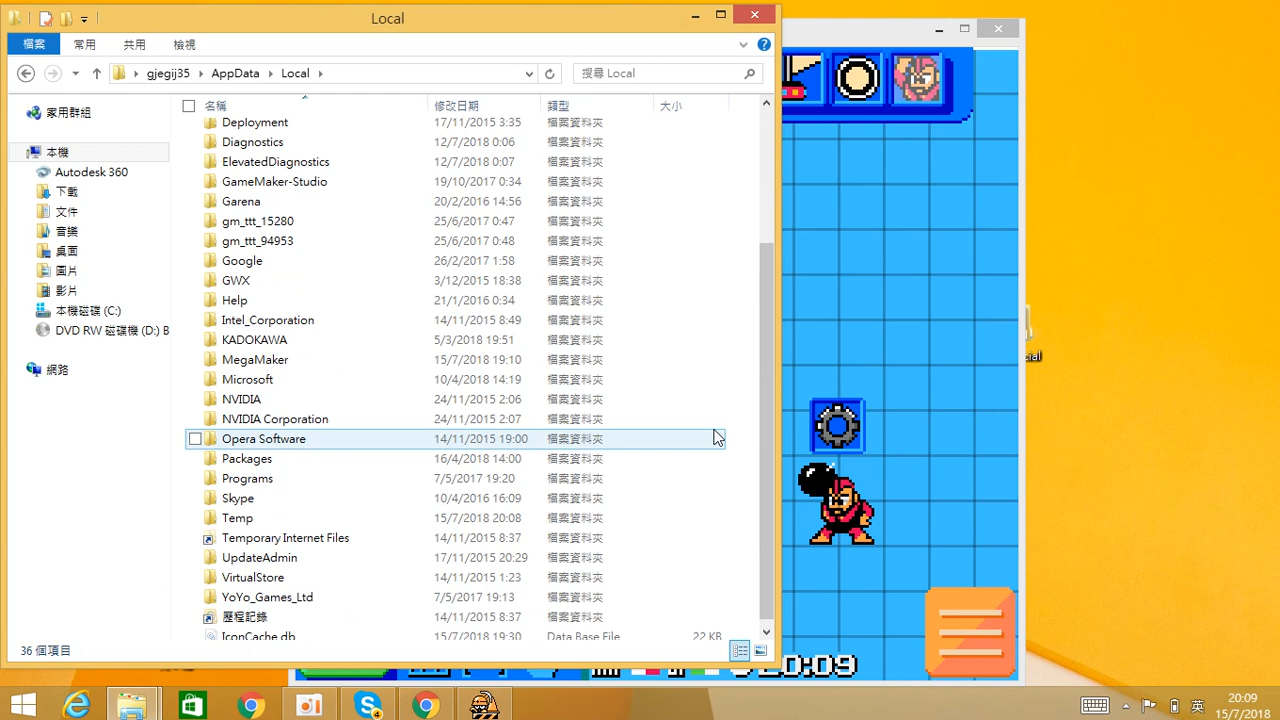 Local
檔案 常用 共用 檢視
gjegij35 AppData Local 搜尋 Local
名稱 修改日期 類型 大小
家用群組
本機
Autodesk 360
下載
文件
音樂
桌面
圖片
影片
本機磁碟 (C:)
DVD RW 磁碟機 (D:) B
網路
Deployment 17/11/2015 3:35 檔案資料夾
Diagnostics 12/7/2018 0:06 檔案資料夾
ElevatedDiagnostics 12/7/2018 0:07 檔案資料夾
GameMaker-Studio 19/10/2017 0:34 檔案資料夾
Garena 20/2/2016 14:56 檔案資料夾
gm_ttt_15280 25/6/2017 0:47 檔案資料夾
gm_ttt_94953 25/6/2017 0:48 檔案資料夾
Google 26/2/2017 1:58 檔案資料夾
GWX 3/12/2015 18:38 檔案資料夾
Help 21/1/2016 0:34 檔案資料夾
Intel_Corporation 14/11/2015 8:49 檔案資料夾
KADOKAWA 5/3/2018 19:51 檔案資料夾
MegaMaker 15/7/2018 19:10 檔案資料夾
Microsoft 10/4/2018 14:19 檔案資料夾
NVIDIA 24/11/2015 2:06 檔案資料夾
NVIDIA Corporation 24/11/2015 2:07 檔案資料夾
Opera Software 14/11/2015 19:00 檔案資料夾
Packages 16/4/2018 14:00 檔案資料夾
Programs 7/5/2017 19:20 檔案資料夾
Skype 10/4/2016 16:09 檔案資料夾
Temp 15/7/2018 20:08 檔案資料夾
Temporary Internet Files 14/11/2015 8:37 檔案資料夾
UpdateAdmin 17/11/2015 20:29 檔案資料夾
VirtualStore 14/11/2015 1:23 檔案資料夾
YoYo_Games_Ltd 7/5/2017 19:13 檔案資料夾
歷程記錄 14/11/2015 8:37 檔案資料夾
IconCache.db 15/7/2018 19:30 Data Base File 22 KB
36 個項目
cial
:09
4
英
20:09
15/7/2018